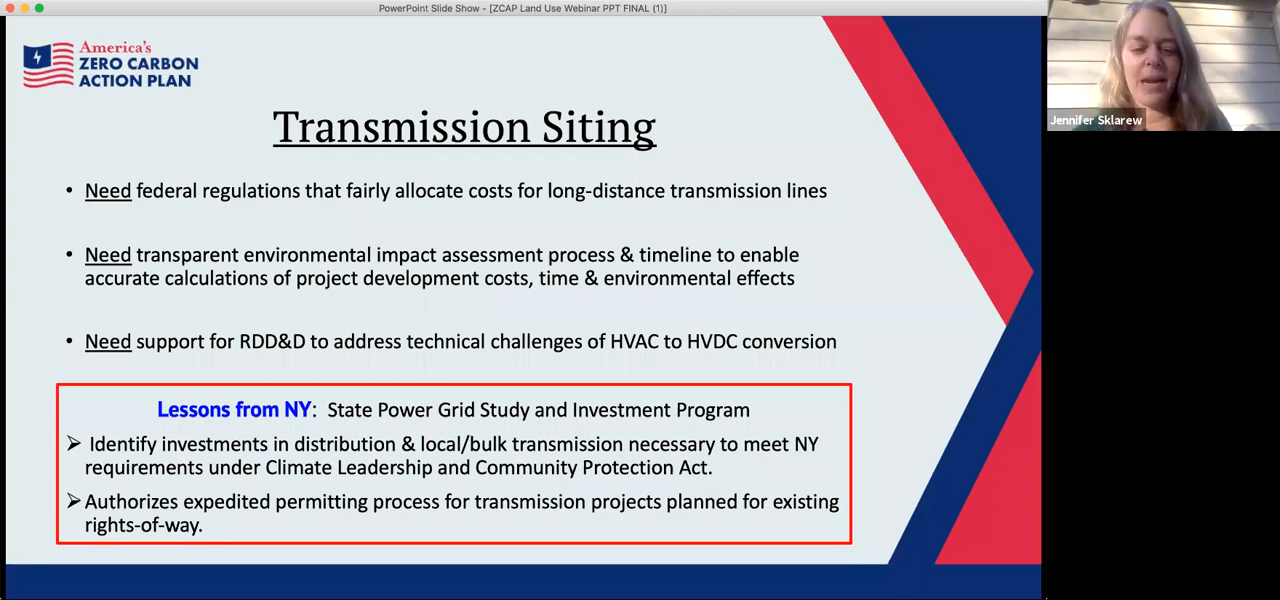 PowerPoint Slide Show - [ZCAP Land Use Webinar PPT FINAL (1)]
America's
ZERO CARBON
ACTION PLAN
Jennifer Sklarew
Transmission Siting
• Need federal regulations that fairly allocate costs for long-distance transmission lines
• Need transparent environmental impact assessment process & timeline to enable
accurate calculations of project development costs, time & environmental effects
• Need support for RDD&D to address technical challenges of HVAC to HVDC conversion
Lessons from NY: State Power Grid Study and Investment Program
➢ Identify investments in distribution & local/bulk transmission necessary to meet NY
requirements under Climate Leadership and Community Protection Act.
➢ Authorizes expedited permitting process for transmission projects planned for existing
rights-of-way.